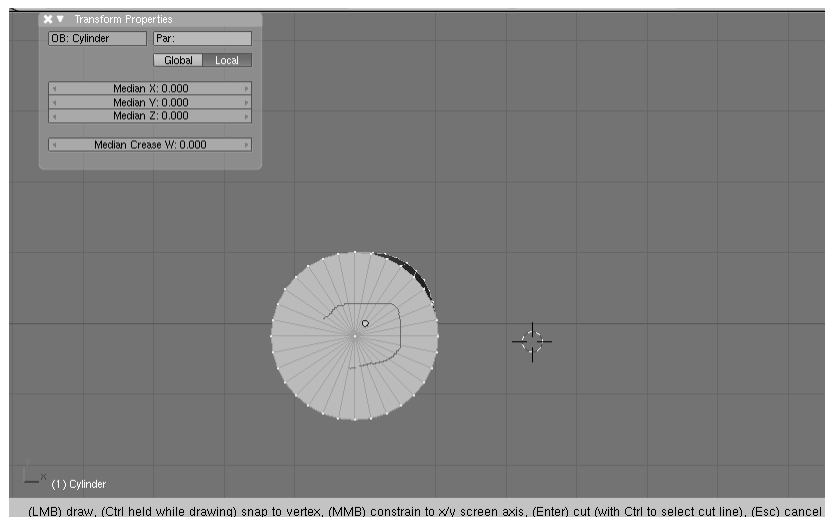 Transform Properties
OB: Cylinder Par:
Global Local
Median X: 0.000
Median Y: 0.000
Median Z: 0.000
Median Crease W: 0.000
x
(1) Cylinder
(LMB) draw, (Ctrl held while drawing) snap to vertex, (MMB) constrain to x/y screen axis, (Enter) cut (with Ctrl to select cut line), (Esc) cancel